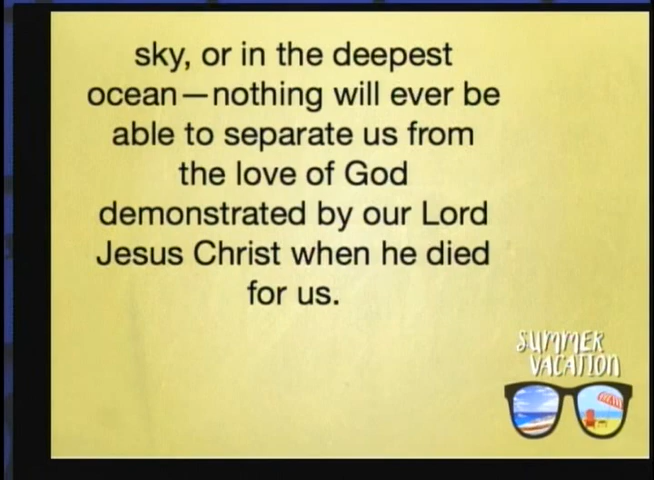 sky, or in the deepest
ocean—nothing will ever be
able to separate us from
the love of God
demonstrated by our Lord
Jesus Christ when he died
for us.
SUMMER
VACATION